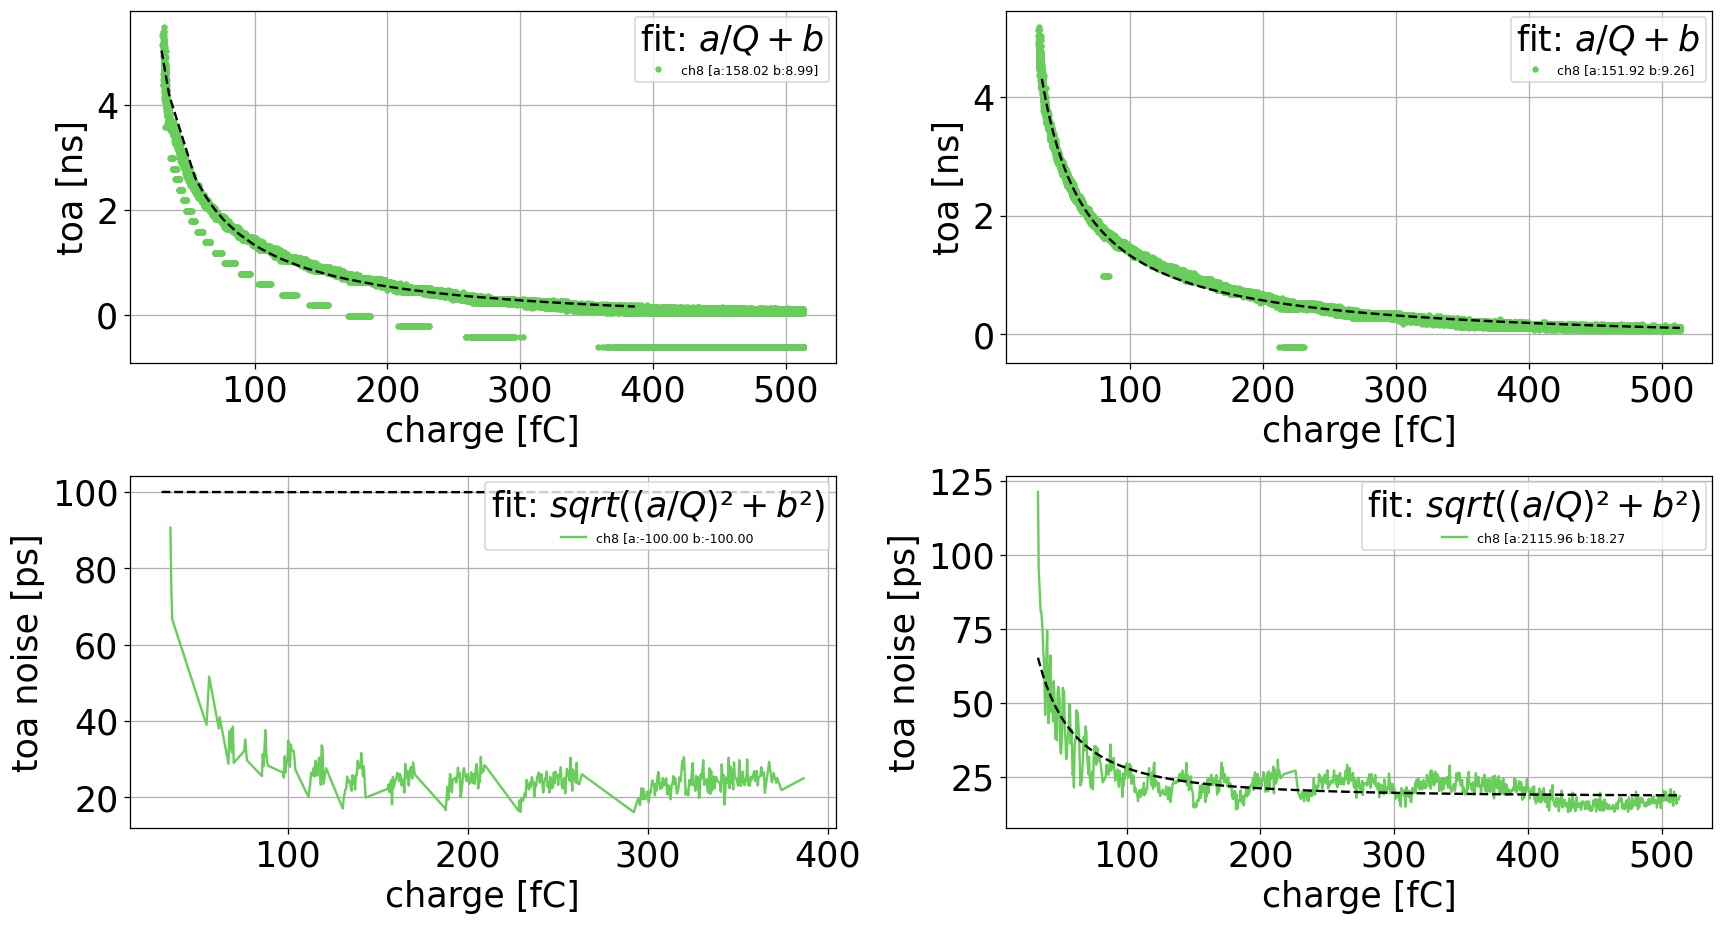 fit: a/Q + b
ch8 [a:158.02 b:8.99]
4
2
0
toa [ns]
100
200
300
400
500
charge [fC]
fit: a/Q + b
ch8 [a:151.92 b:9.26]
4
2
0
toa [ns]
100
200
300
400
500
charge [fC]
fit: sqrt((a/Q)² + b²)
ch8 [a:-100.00 b:-100.00
100
80
60
40
20
toa noise [ps]
100
200
300
400
charge [fC]
fit: sqrt((a/Q)² + b²)
ch8 [a:2115.96 b:18.27
125
100
75
50
25
toa noise [ps]
100
200
300
400
500
charge [fC]